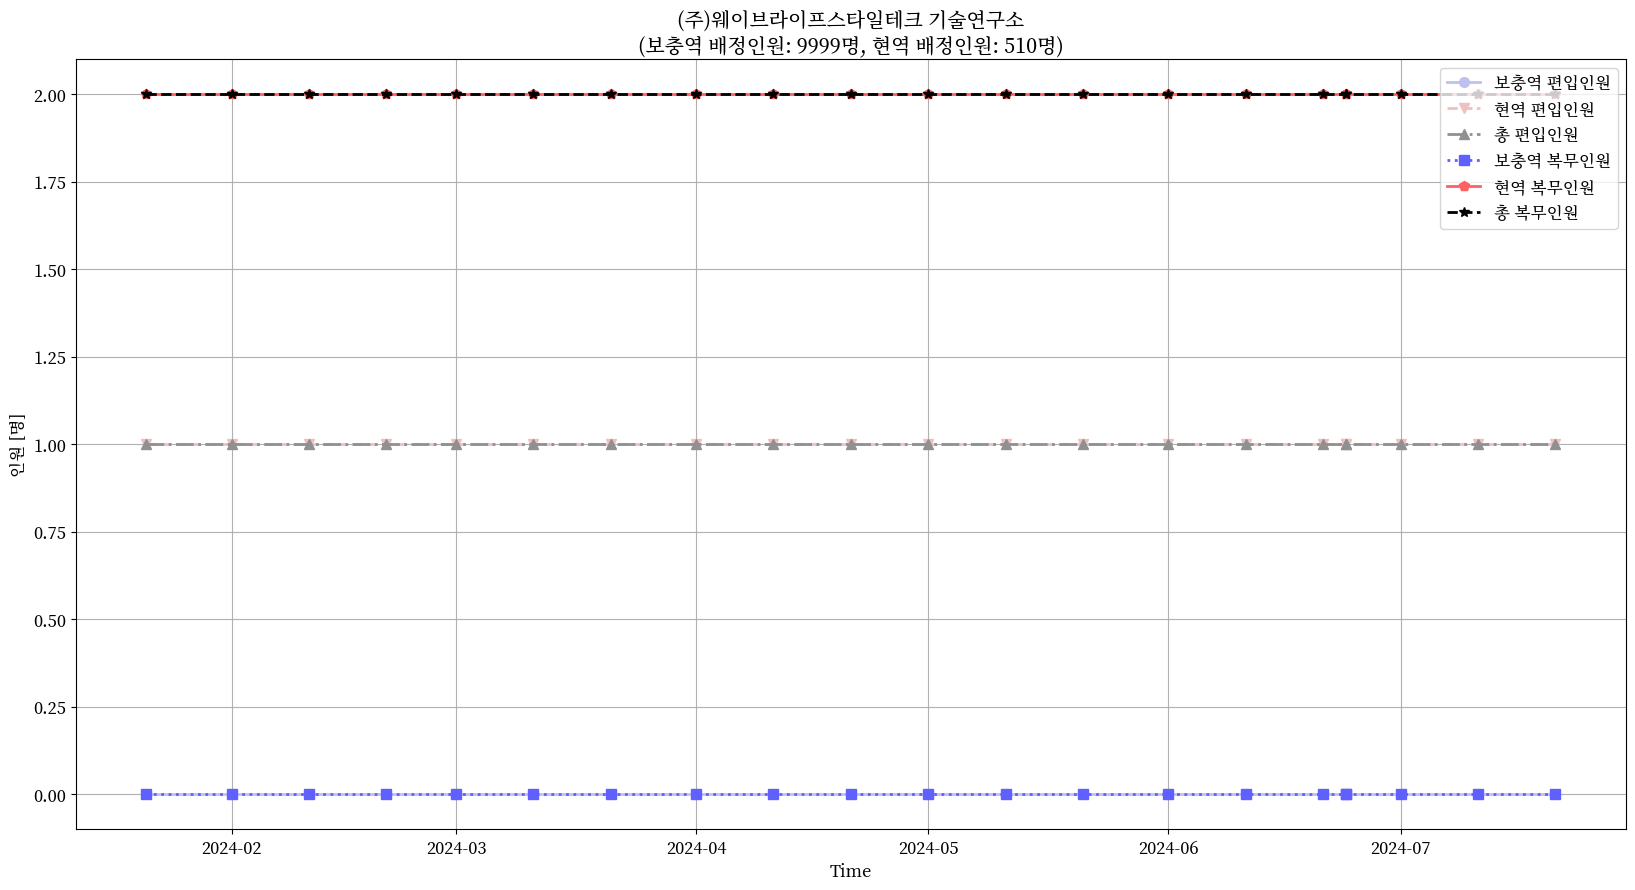 (주)웨이브라이프스타일테크 기술연구소
(보충역 배정인원: 9999명, 현역 배정인원: 510명)
보충역 편입인원
현역 편입인원
총 편입인원
보충역 복무인원
현역 복무인원
총 복무인원
2.00
1.75
1.50
1.25
1.00
0.75
0.50
0.25
0.00
인원 [명]
2024-02 2024-03 2024-04 2024-05 2024-06 2024-07
Time